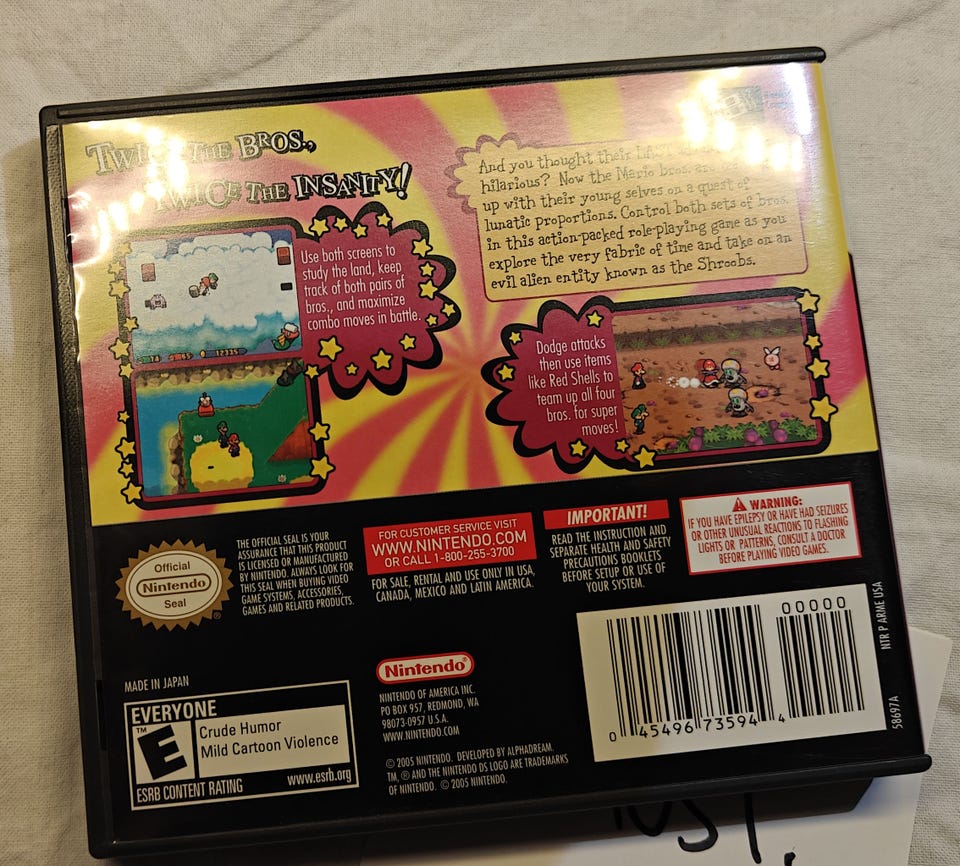 TWICE THE BROS.,
TWICE THE INSANITY!
And you thought their
hilarious? Now the Mario bros. are
up with their young selves on a quest of
lunatic proportions. Control both sets of bros.
in this action-packed role-playing game as you
explore the very fabric of time and take on an
evil alien entity known as the Shroobs.
Use both screens to
study the land, keep
track of both pairs of
bros., and maximize
combo moves in battle.
Dodge attacks
then use items
like Red Shells to
team up all four
bros. for super
moves!
Official
Nintendo
Seal
®
THE OFFICIAL SEAL IS YOUR
ASSURANCE THAT THIS PRODUCT
IS LICENSED OR MANUFACTURED
BY NINTENDO. ALWAYS LOOK FOR
THIS SEAL WHEN BUYING VIDEO
GAME SYSTEMS, ACCESSORIES,
GAMES AND RELATED PRODUCTS.
FOR CUSTOMER SERVICE VISIT
WWW.NINTENDO.COM
OR CALL 1-800-255-3700
FOR SALE, RENTAL AND USE ONLY IN USA,
CANADA, MEXICO AND LATIN AMERICA.
IMPORTANT!
READ THE INSTRUCTION AND
SEPARATE HEALTH AND SAFETY
PRECAUTIONS BOOKLETS
BEFORE SETUP OR USE OF
YOUR SYSTEM.
WARNING:
IF YOU HAVE EPILEPSY OR HAVE HAD SEIZURES
OR OTHER UNUSUAL REACTIONS TO FLASHING
LIGHTS OR PATTERNS, CONSULT A DOCTOR
BEFORE PLAYING VIDEO GAMES.
MADE IN JAPAN
EVERYONE
E
™
Crude Humor
Mild Cartoon Violence
ESRB CONTENT RATING
www.esrb.org
Nintendo®
NINTENDO OF AMERICA INC.
PO BOX 957, REDMOND, WA
98073-0957 U.S.A.
WWW.NINTENDO.COM
© 2005 NINTENDO. DEVELOPED BY ALPHADREAM.
TM, ® AND THE NINTENDO DS LOGO ARE TRADEMARKS
OF NINTENDO. © 2005 NINTENDO.
00000
0 45496 73594 4
NTR P ARME USA
58697A